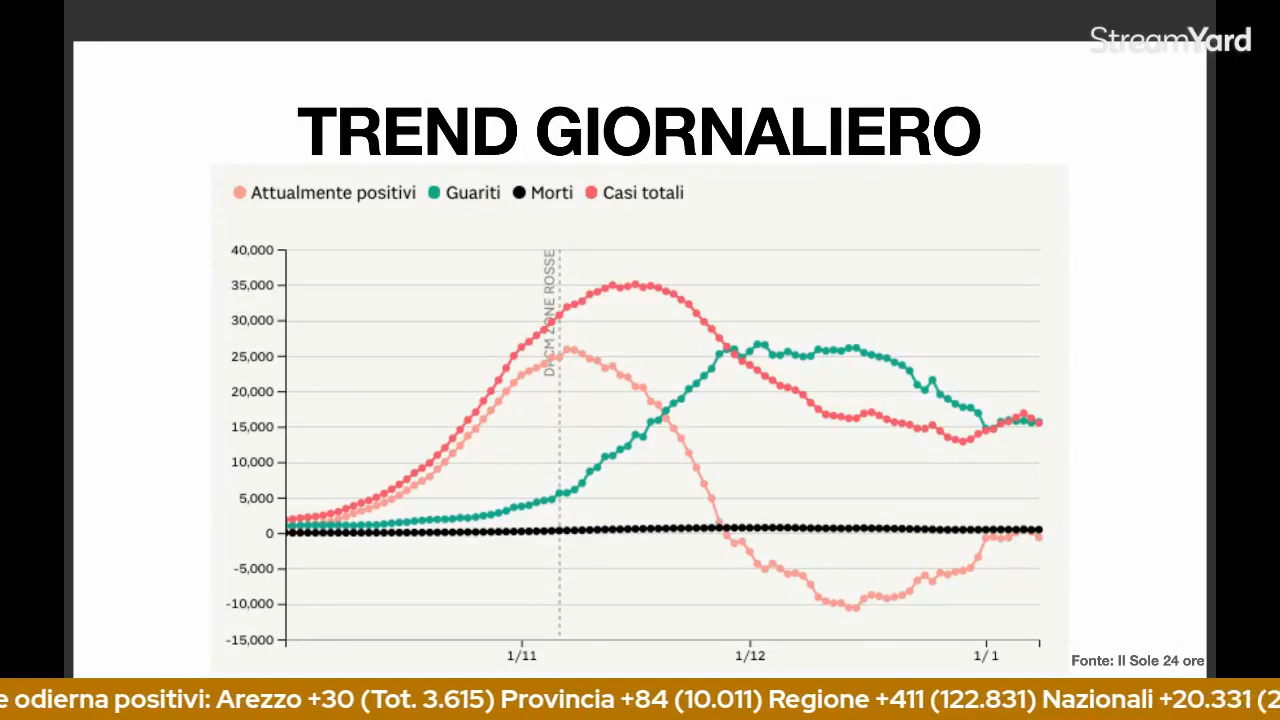 StreamYard
TREND GIORNALIERO
Attualmente positivi Guariti Morti Casi totali
40,000
35,000
30,000
25,000
20,000
15,000
10,000
5,000
0
-5,000
-10,000
-15,000
DPCM ZONE ROSSE
1/11 1/12 1/ 1
Fonte: Il Sole 24 ore
e odierna positivi: Arezzo +30 (Tot. 3.615) Provincia +84 (10.011) Regione +411 (122.831) Nazionali +20.331 (2